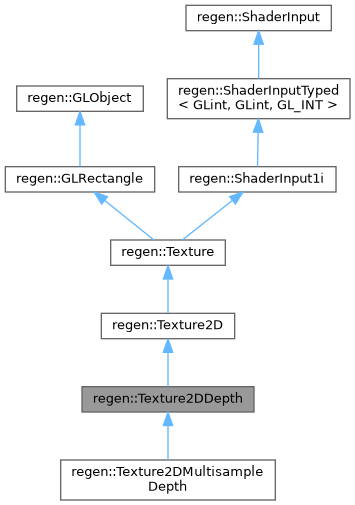 regen::ShaderInput
regen::ShaderInputTyped
< GLint, GLint, GL_INT >
regen::GLObject
regen::GLRectangle
regen::ShaderInput1i
regen::Texture
regen::Texture2D
regen::Texture2DDepth
regen::Texture2DMultisample
Depth